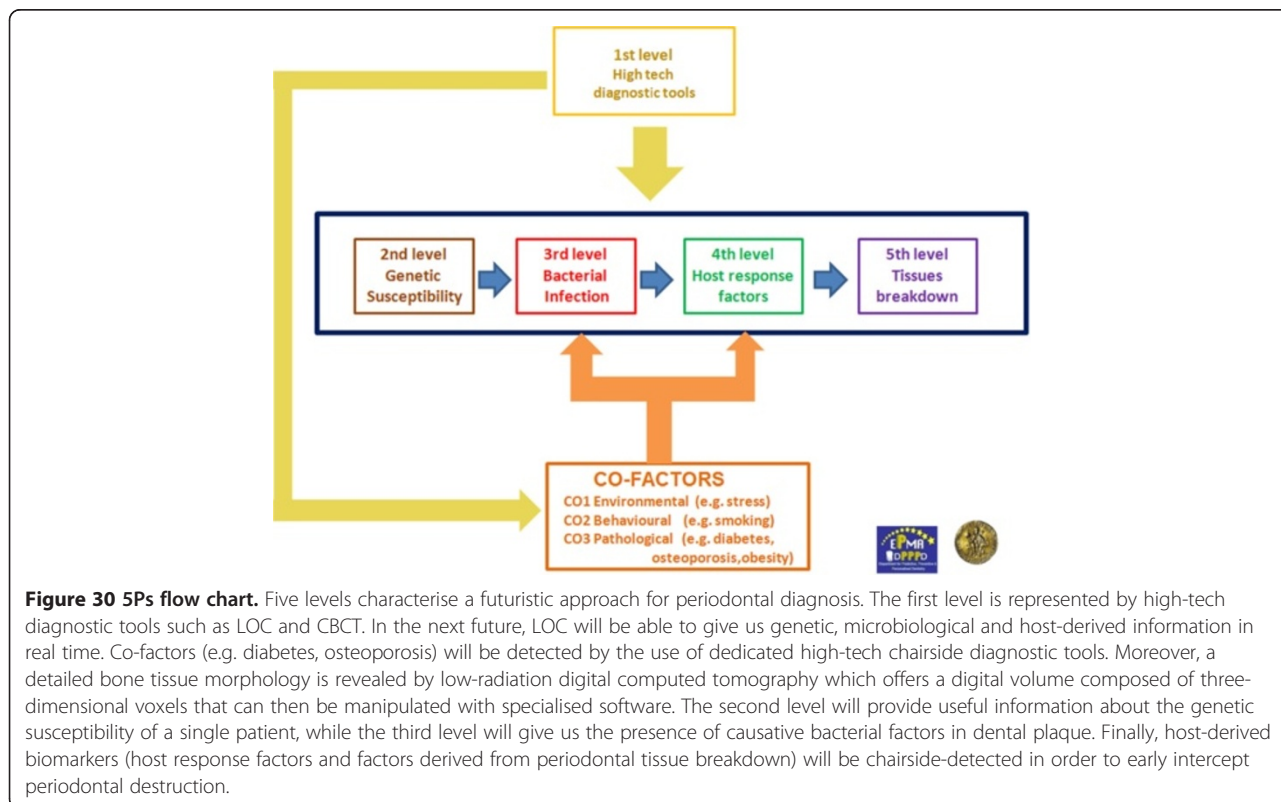 1st level
High tech
diagnostic tools
2nd level
Genetic
Susceptibility
3rd level
Bacterial
Infection
4th level
Host response
factors
5th level
Tissues
breakdown
CO-FACTORS
CO1 Environmental (e.g. stress)
CO2 Behavioural (e.g. smoking)
CO3 Pathological (e.g. diabetes,
osteoporosis,obesity)
EPMA
DPPPD
Figure 30 5Ps flow chart. Five levels characterise a futuristic approach for periodontal diagnosis. The first level is represented by high-tech
diagnostic tools such as LOC and CBCT. In the next future, LOC will be able to give us genetic, microbiological and host-derived information in
real time. Co-factors (e.g. diabetes, osteoporosis) will be detected by the use of dedicated high-tech chairside diagnostic tools. Moreover, a
detailed bone tissue morphology is revealed by low-radiation digital computed tomography which offers a digital volume composed of three-
dimensional voxels that can then be manipulated with specialised software. The second level will provide useful information about the genetic
susceptibility of a single patient, while the third level will give us the presence of causative bacterial factors in dental plaque. Finally, host-derived
biomarkers (host response factors and factors derived from periodontal tissue breakdown) will be chairside-detected in order to early intercept
periodontal destruction.